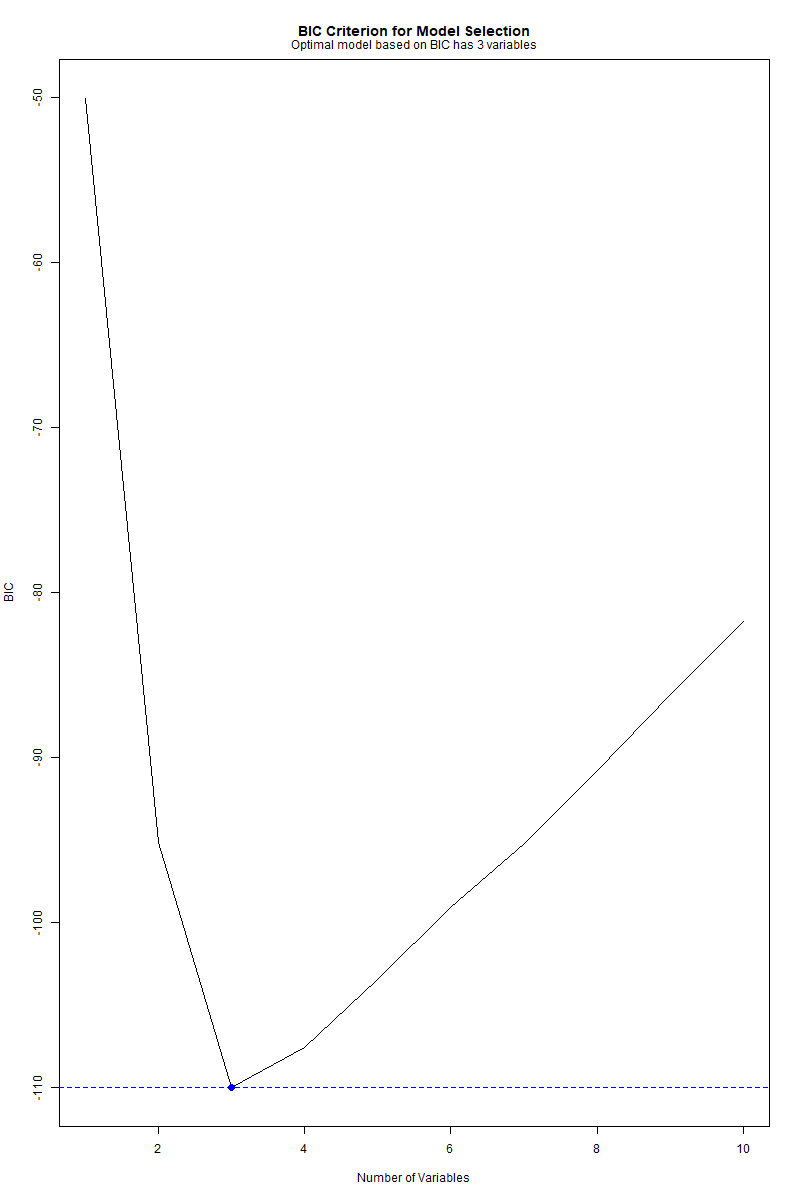 BIC Criterion for Model Selection
Optimal model based on BIC has 3 variables
-50
-60
-70
-80
-90
-100
-110
BIC
2 4 6 8 10
Number of Variables